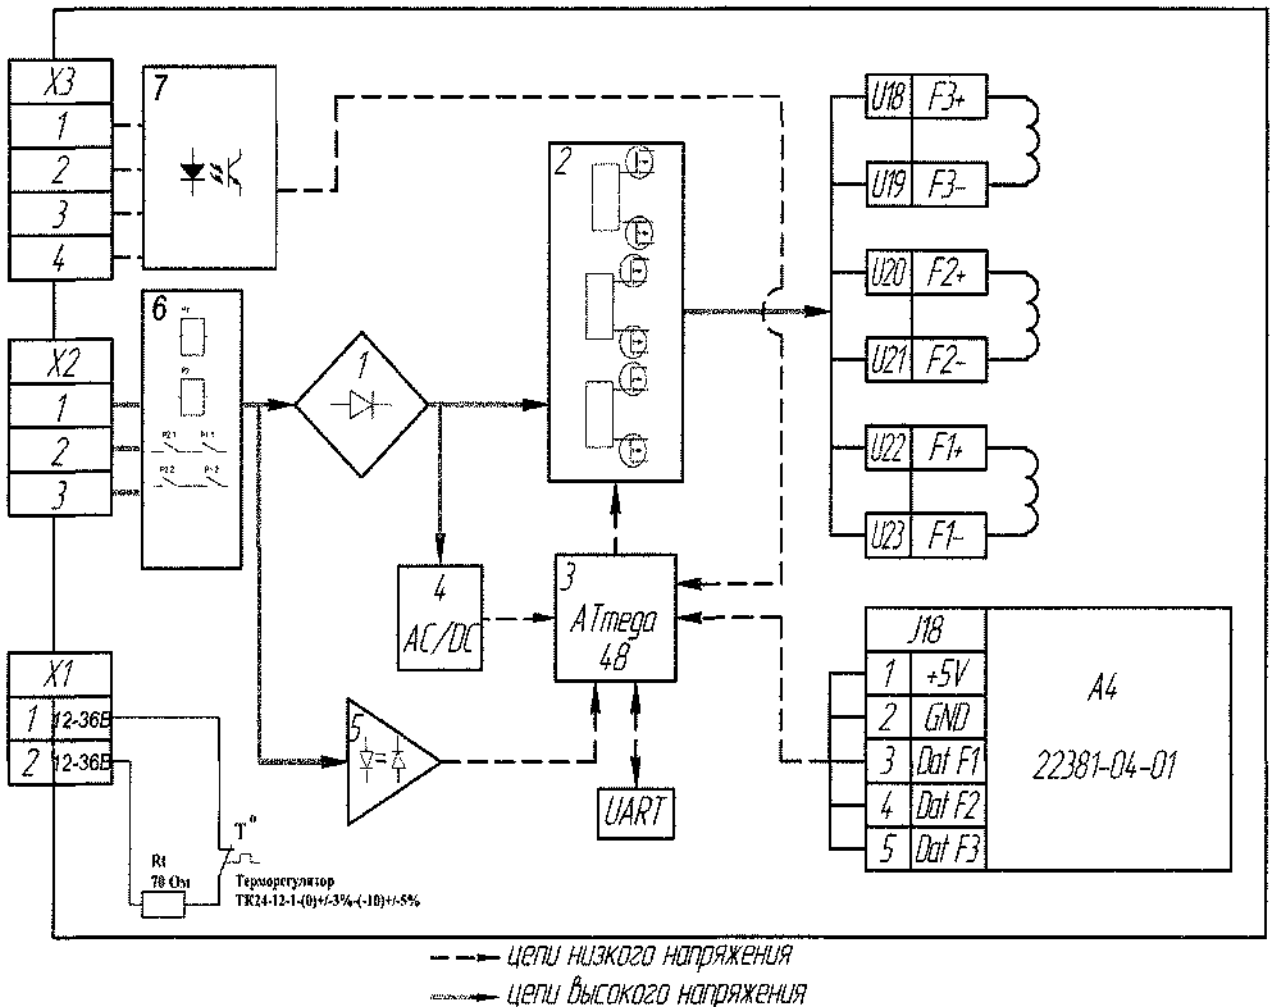 X3
1
2
3
4
7
2
U18 F3+
U19 F3-
U20 F2+
U21 F2-
U22 F1+
U23 F1-
6
X2
1
2
3
1
4
AC/DC
3
ATmega
48
5
UART
X1
1 12-36В
2 12-36В
T°
Rt
70 Ом
Терморегулятор
ТК24-12-1-(0)+/-3%-(-10)+/-5%
J18
1 +5V
2 GND
3 Dat F1
4 Dat F2
5 Dat F3
A4
22381-04-01
цепи низкого напряжения
цепи высокого напряжения